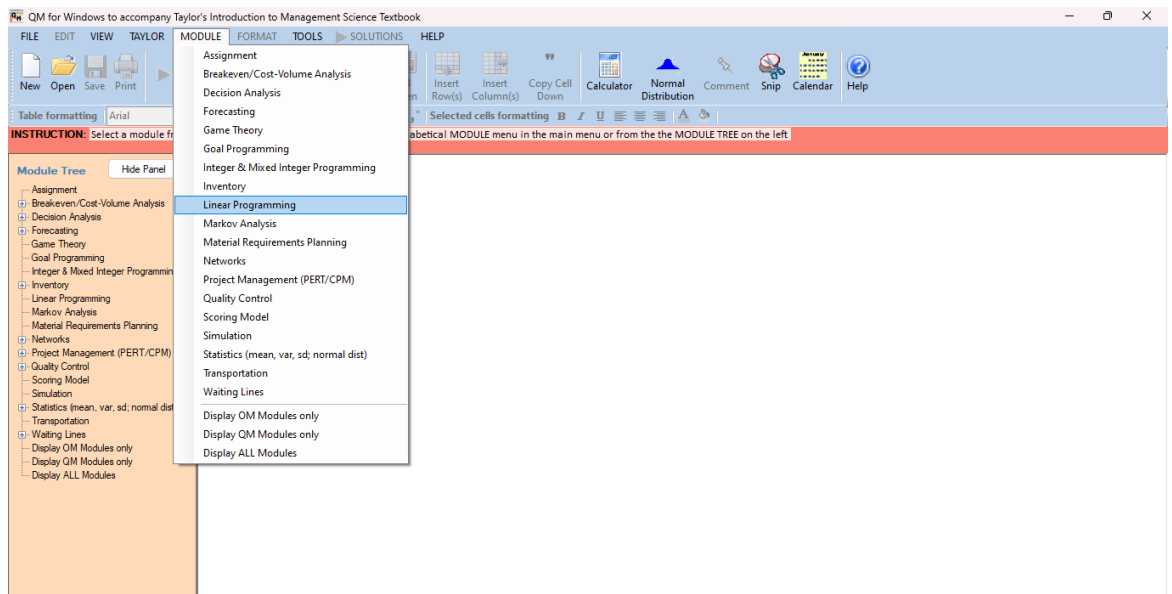 QM for Windows to accompany Taylor's Introduction to Management Science Textbook
FILE EDIT VIEW TAYLOR MODULE FORMAT TOOLS SOLUTIONS HELP
New Open Save Print
Insert Row(s)
Insert Column(s)
Copy Cell Down
Calculator
Normal Distribution
Comment
Snip
January
Calendar
Help
Table formatting Arial
Selected cells formatting B I U A
INSTRUCTION: Select a module fr
abetical MODULE menu in the main menu or from the the MODULE TREE on the left
Module Tree Hide Panel
Assignment
Breakeven/Cost-Volume Analysis
Decision Analysis
Forecasting
Game Theory
Goal Programming
Integer & Mixed Integer Programmin
Inventory
Linear Programming
Markov Analysis
Material Requirements Planning
Networks
Project Management (PERT/CPM)
Quality Control
Scoring Model
Simulation
Statistics (mean, var, sd; normal dist
Transportation
Waiting Lines
Display OM Modules only
Display QM Modules only
Display ALL Modules
Assignment
Breakeven/Cost-Volume Analysis
Decision Analysis
Forecasting
Game Theory
Goal Programming
Integer & Mixed Integer Programming
Inventory
Linear Programming
Markov Analysis
Material Requirements Planning
Networks
Project Management (PERT/CPM)
Quality Control
Scoring Model
Simulation
Statistics (mean, var, sd; normal dist)
Transportation
Waiting Lines
Display OM Modules only
Display QM Modules only
Display ALL Modules